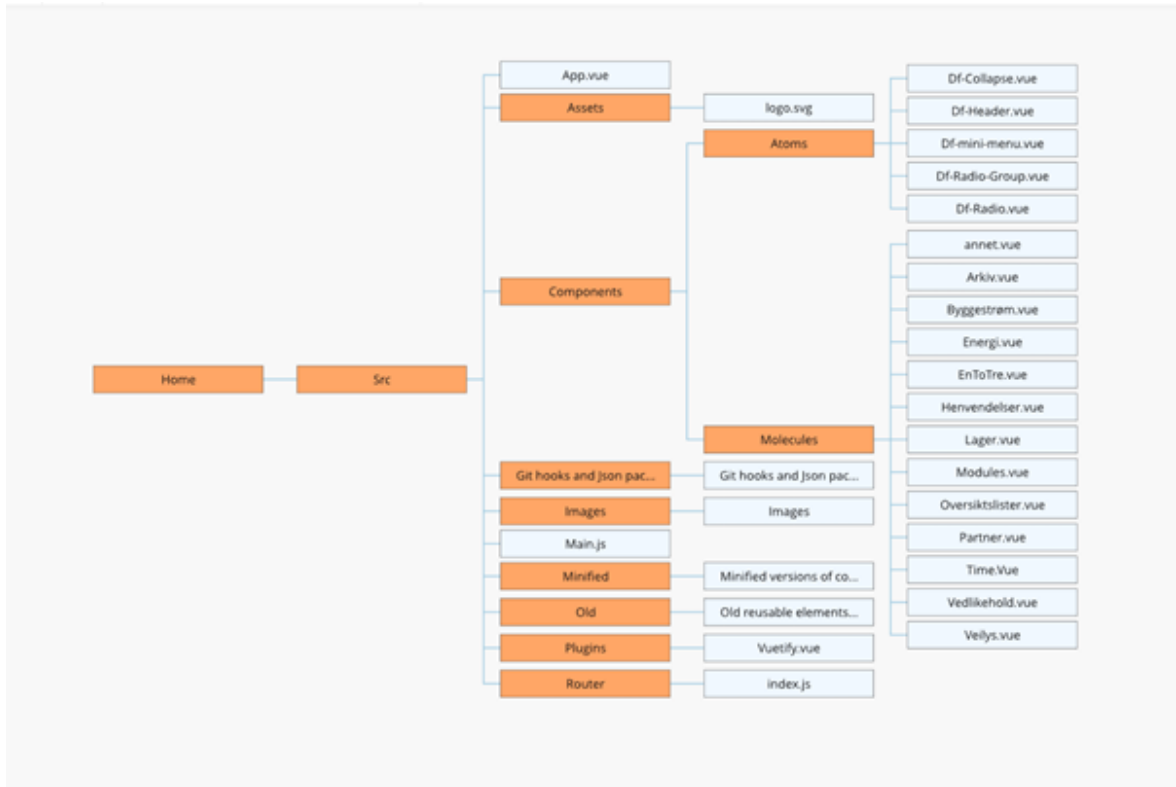 Home
Src
App.vue
Assets
logo.svg
Components
Atoms
Df-Collapse.vue
Df-Header.vue
Df-mini-menu.vue
Df-Radio-Group.vue
Df-Radio.vue
Molecules
annet.vue
Arkiv.vue
Byggestrøm.vue
Energi.vue
EnToTre.vue
Henvendelser.vue
Lager.vue
Modules.vue
Oversiktslister.vue
Partner.vue
Time.Vue
Vedlikehold.vue
Veilys.vue
Git hooks and Json pac...
Git hooks and Json pac...
Images
Images
Main.js
Minified
Minified versions of co...
Old
Old reusable elements...
Plugins
Vuetify.vue
Router
index.js